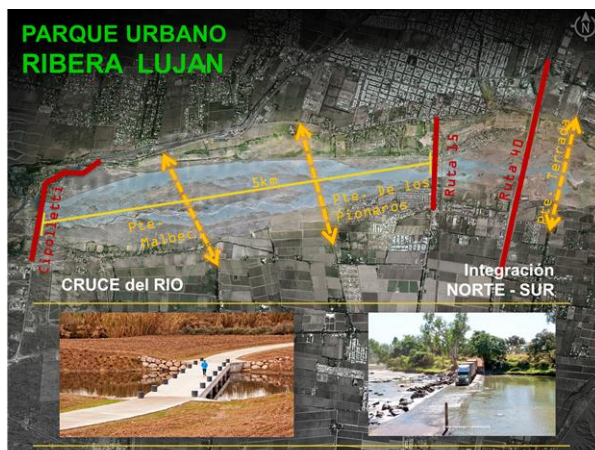 PARQUE URBANO
RIBERA LUJAN
N
Cipolletti
5km
Pte.
Malbec
Pte. De los
Pioneros
Ruta 15
Ruta 40
Pte. Terrada
CRUCE del RIO
Integración
NORTE - SUR